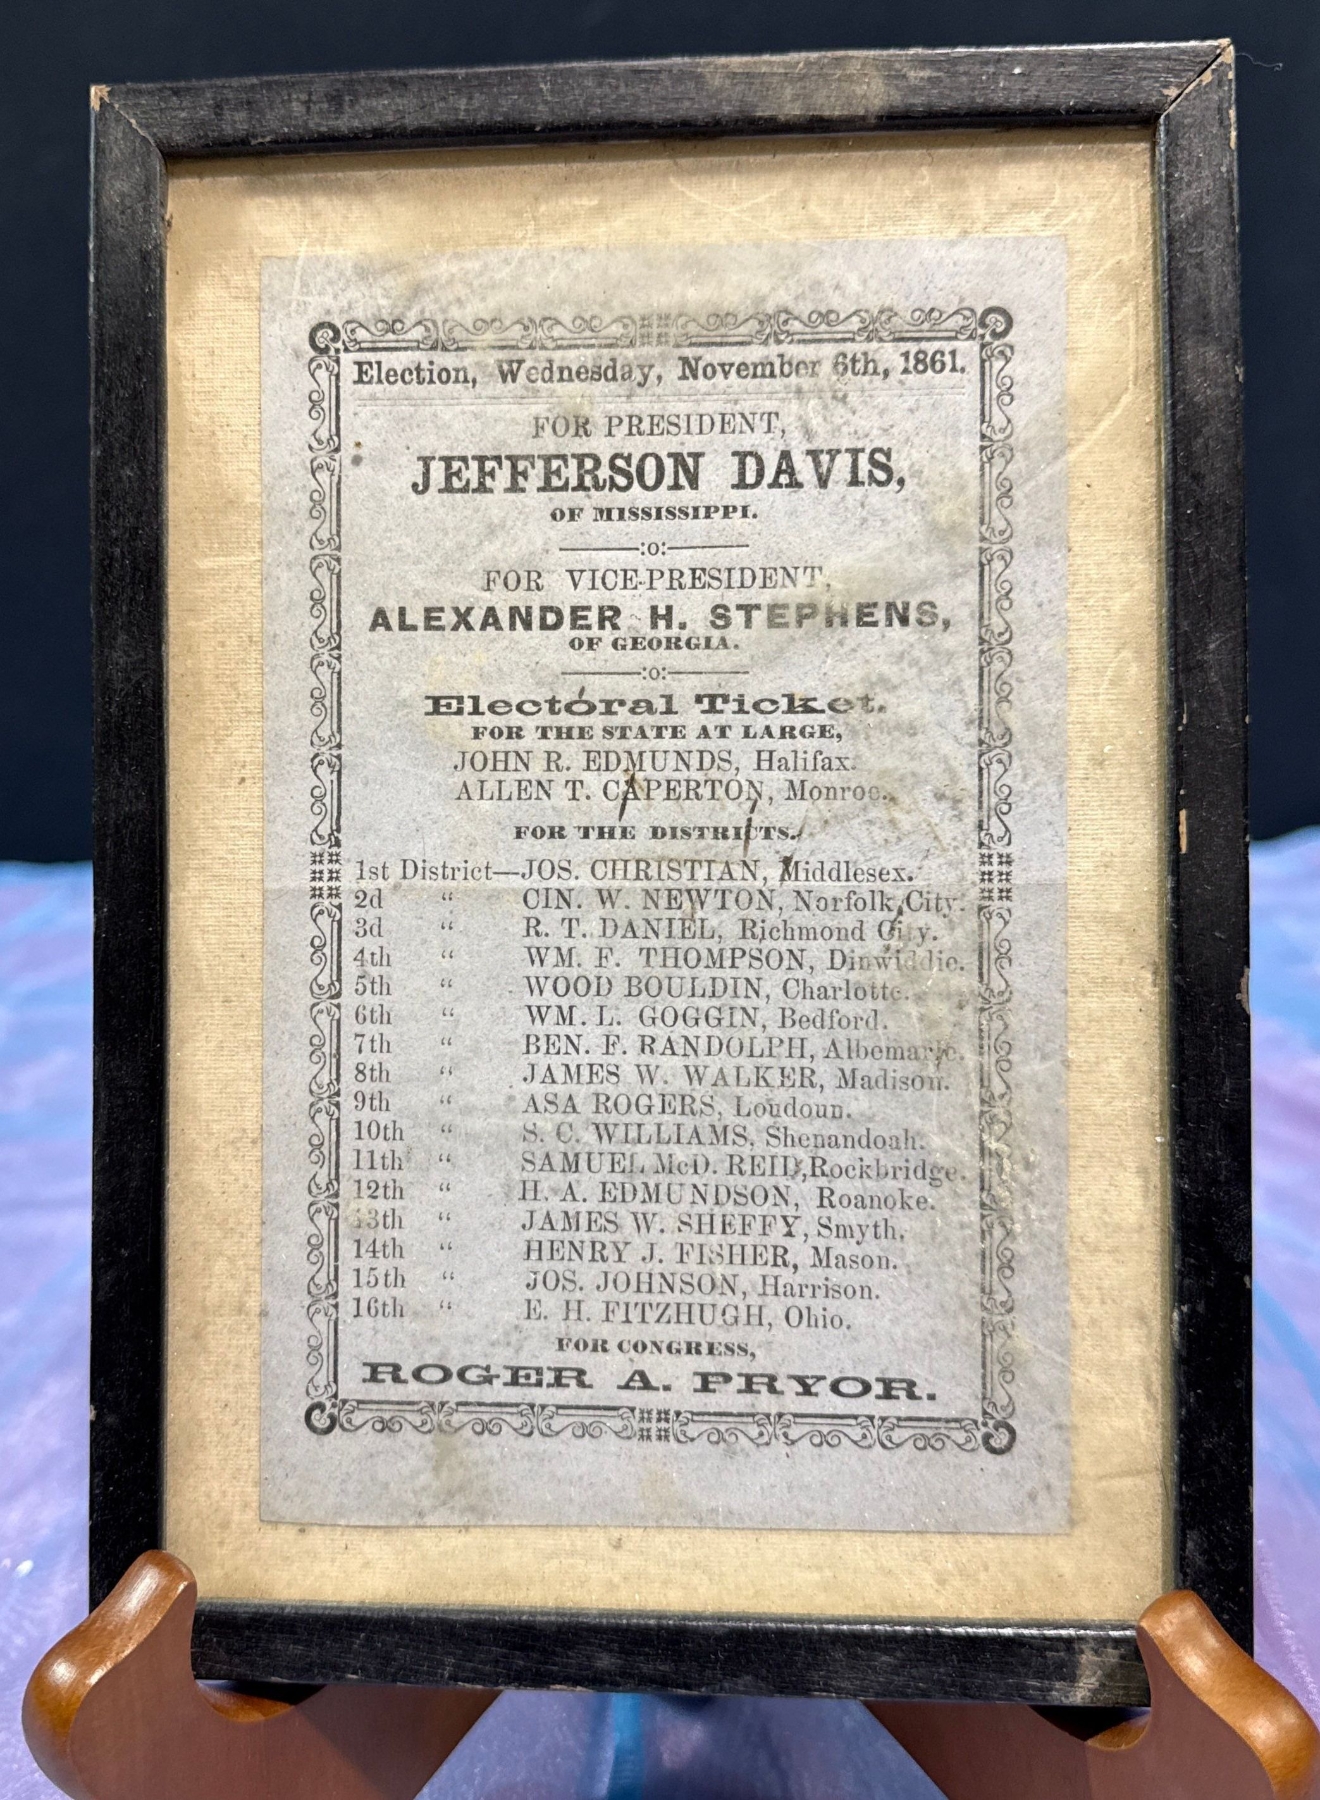 Election, Wednesday, November 6th, 1861.
FOR PRESIDENT,
JEFFERSON DAVIS,
OF MISSISSIPPI.
:o:
FOR VICE-PRESIDENT,
ALEXANDER H. STEPHENS,
OF GEORGIA.
:o:
Electoral Ticket.
FOR THE STATE AT LARGE,
JOHN R. EDMUNDS, Halifax.
ALLEN T. CAPERTON, Monroe.
FOR THE DISTRICTS.
1st District—JOS. CHRISTIAN, Middlesex.
2d “ CIN. W. NEWTON, Norfolk City.
3d “ R. T. DANIEL, Richmond City.
4th “ WM. F. THOMPSON, Dinwiddie.
5th “ WOOD BOULDIN, Charlotte.
6th “ WM. L. GOGGIN, Bedford.
7th “ BEN. F. RANDOLPH, Albemarle.
8th “ JAMES W. WALKER, Madison.
9th “ ASA ROGERS, Loudoun.
10th “ S. C. WILLIAMS, Shenandoah.
11th “ SAMUEL McD. REID, Rockbridge.
12th “ H. A. EDMUNDSON, Roanoke.
13th “ JAMES W. SHEFFY, Smyth.
14th “ HENRY J. FISHER, Mason.
15th “ JOS. JOHNSON, Harrison.
16th “ E. H. FITZHUGH, Ohio.
FOR CONGRESS,
ROGER A. PRYOR.